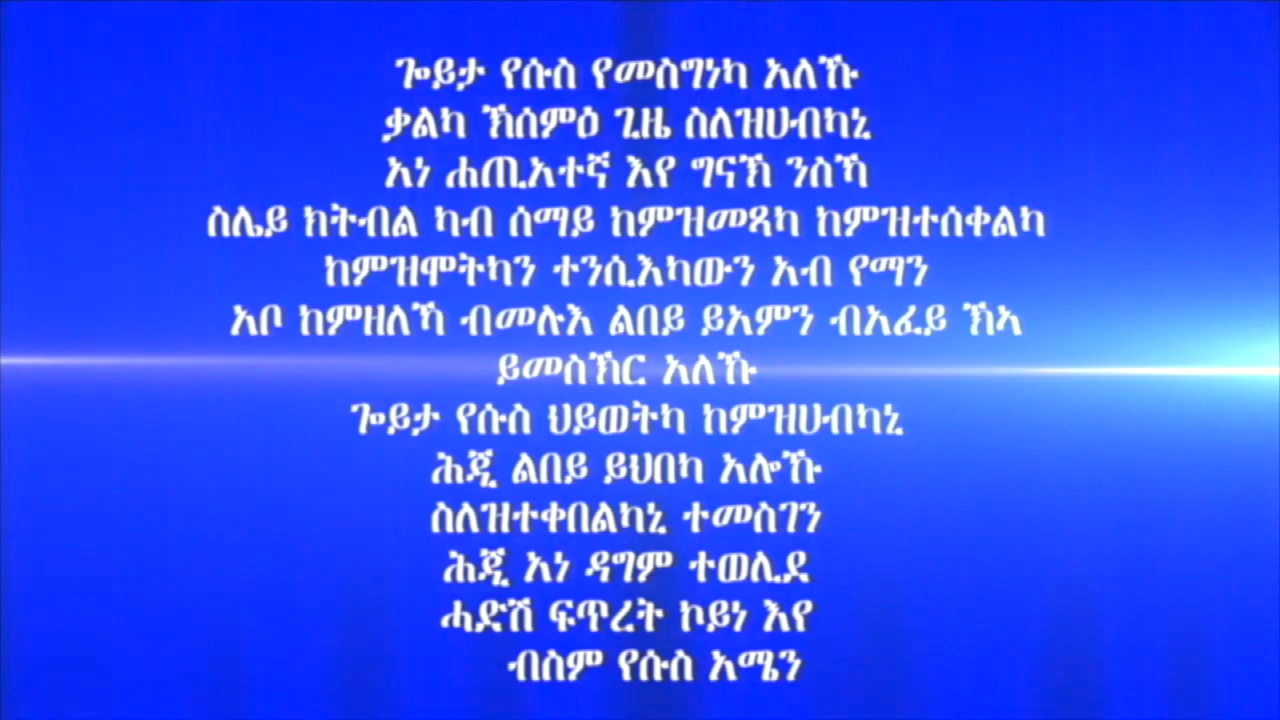 ጐይታ የሱስ የመስግነካ አለኹ
ቃልካ ኽሰምዕ ጊዜ ስለዝሀብካኒ
አነ ሐጢአተኛ እየ ግናኽ ንስኻ
ስሌይ ክትብል ካብ ሰማይ ከምዝመጻካ ከምዝተሰቀልካ
ከምዝሞትካን ተንሲእካውን አብ የማን
አቦ ከምዘለኻ ብመሉእ ልበይ ይአምን ብአፈይ ኽኣ
ይመስኽር አለኹ
ጐይታ የሱስ ህይወትካ ከምዝሀብካኒ
ሕጂ ልበይ ይህበካ አሎኹ
ስለዝተቀበልካኒ ተመስገን
ሕጂ አነ ዳግም ተወሊደ
ሓድሽ ፍጥረት ኮይነ እየ
ብስም የሱስ አሜን